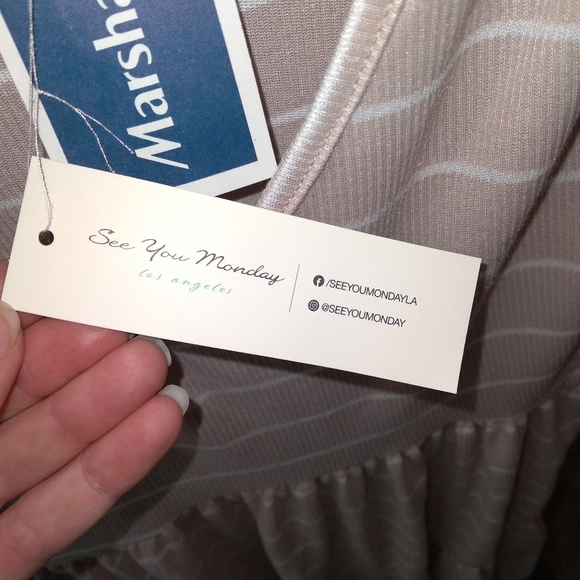 Marsha
See You Monday
los angeles
/SEEYOUMONDAYLA
@SEEYOUMONDAY